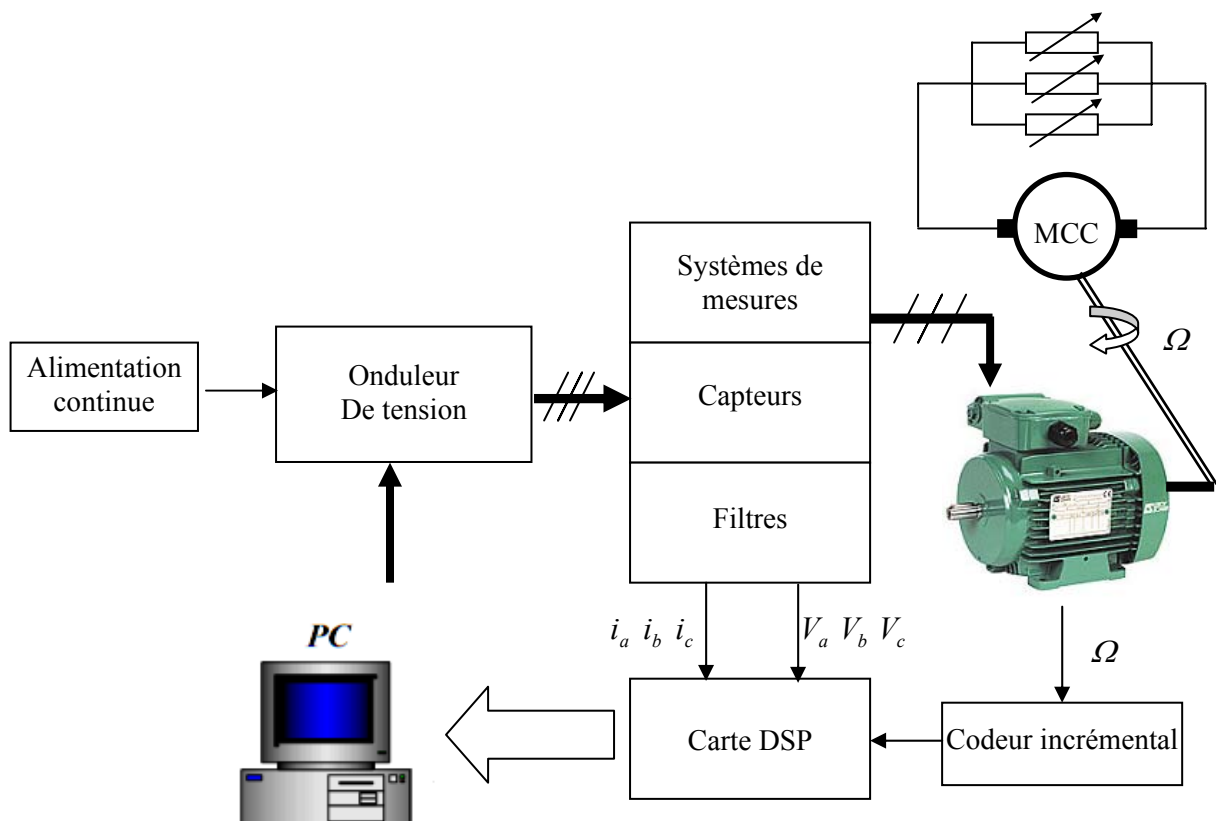 MCC
Systèmes de
mesures
Ω
Alimentation
continue
Onduleur
De tension
Capteurs
Filtres
i_a i_b i_c
V_a V_b V_c
PC
Ω
Carte DSP
Codeur incrémental